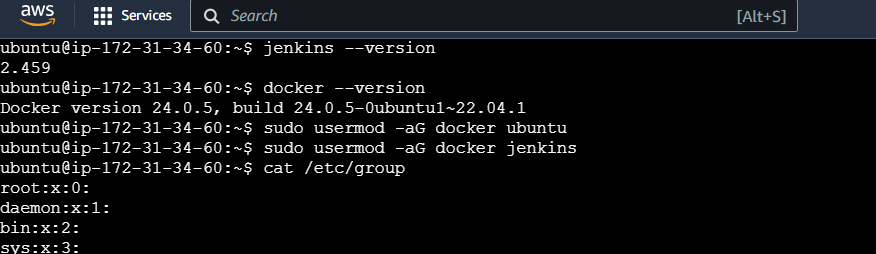 aws
Services
Search
[Alt+S]
ubuntu@ip-172-31-34-60:~$ jenkins --version
2.459
ubuntu@ip-172-31-34-60:~$ docker --version
Docker version 24.0.5, build 24.0.5-0ubuntu1~22.04.1
ubuntu@ip-172-31-34-60:~$ sudo usermod -aG docker ubuntu
ubuntu@ip-172-31-34-60:~$ sudo usermod -aG docker jenkins
ubuntu@ip-172-31-34-60:~$ cat /etc/group
root:x:0:
daemon:x:1:
bin:x:2:
sys:x:3: